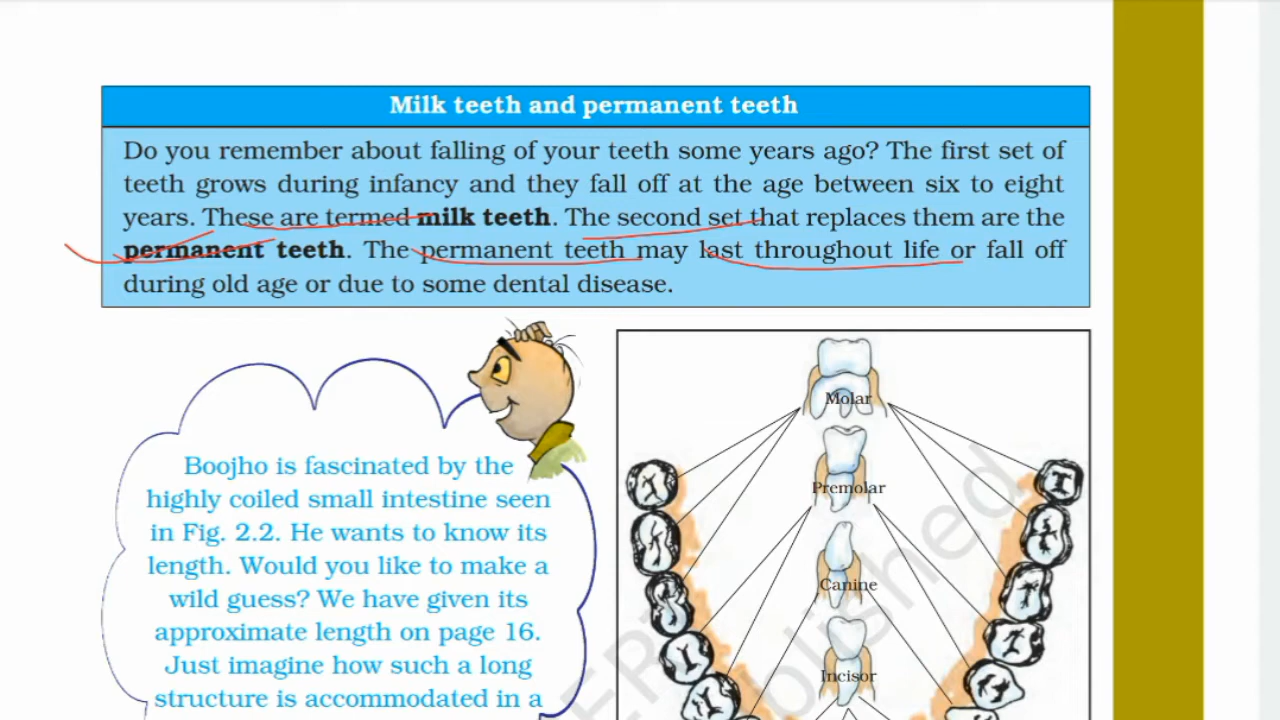 Milk teeth and permanent teeth
Do you remember about falling of your teeth some years ago? The first set of
teeth grows during infancy and they fall off at the age between six to eight
years. These are termed milk teeth. The second set that replaces them are the
permanent teeth. The permanent teeth may last throughout life or fall off
during old age or due to some dental disease.
Boojho is fascinated by the
highly coiled small intestine seen
in Fig. 2.2. He wants to know its
length. Would you like to make a
wild guess? We have given its
approximate length on page 16.
Just imagine how such a long
structure is accommodated in a
Molar
Premolar
Canine
Incisor